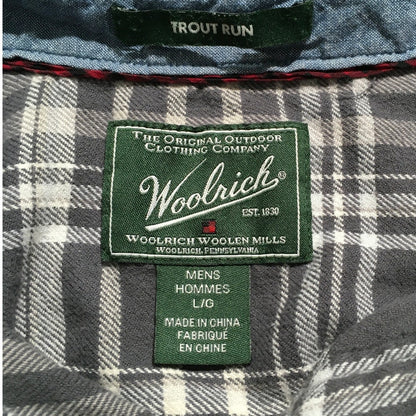 TROUT RUN
THE ORIGINAL OUTDOOR
CLOTHING COMPANY
Woolrich®
EST. 1830
WOOLRICH WOOLEN MILLS
WOOLRICH, PENNSYLVANIA
MENS
HOMMES
L/G
MADE IN CHINA
FABRIQUÉ
EN CHINE